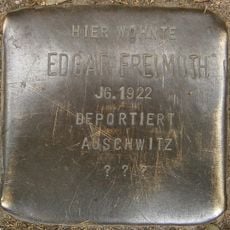 HIER WOHNTE
EDGAR FREIMUTH
JG. 1922
DEPORTIERT
AUSCHWITZ
? ? ?